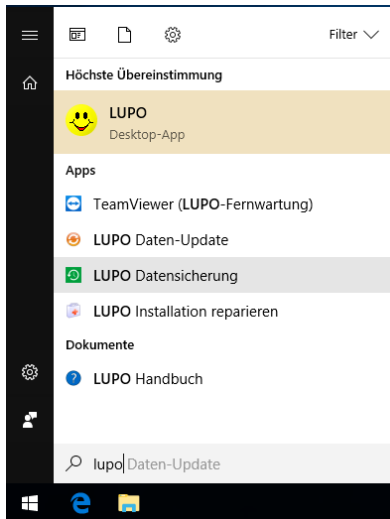 Filter
Höchste Übereinstimmung
LUPO
Desktop-App
Apps
TeamViewer (LUPO-Fernwartung)
LUPO Daten-Update
LUPO Datensicherung
LUPO Installation reparieren
Dokumente
LUPO Handbuch
lupo Daten-Update